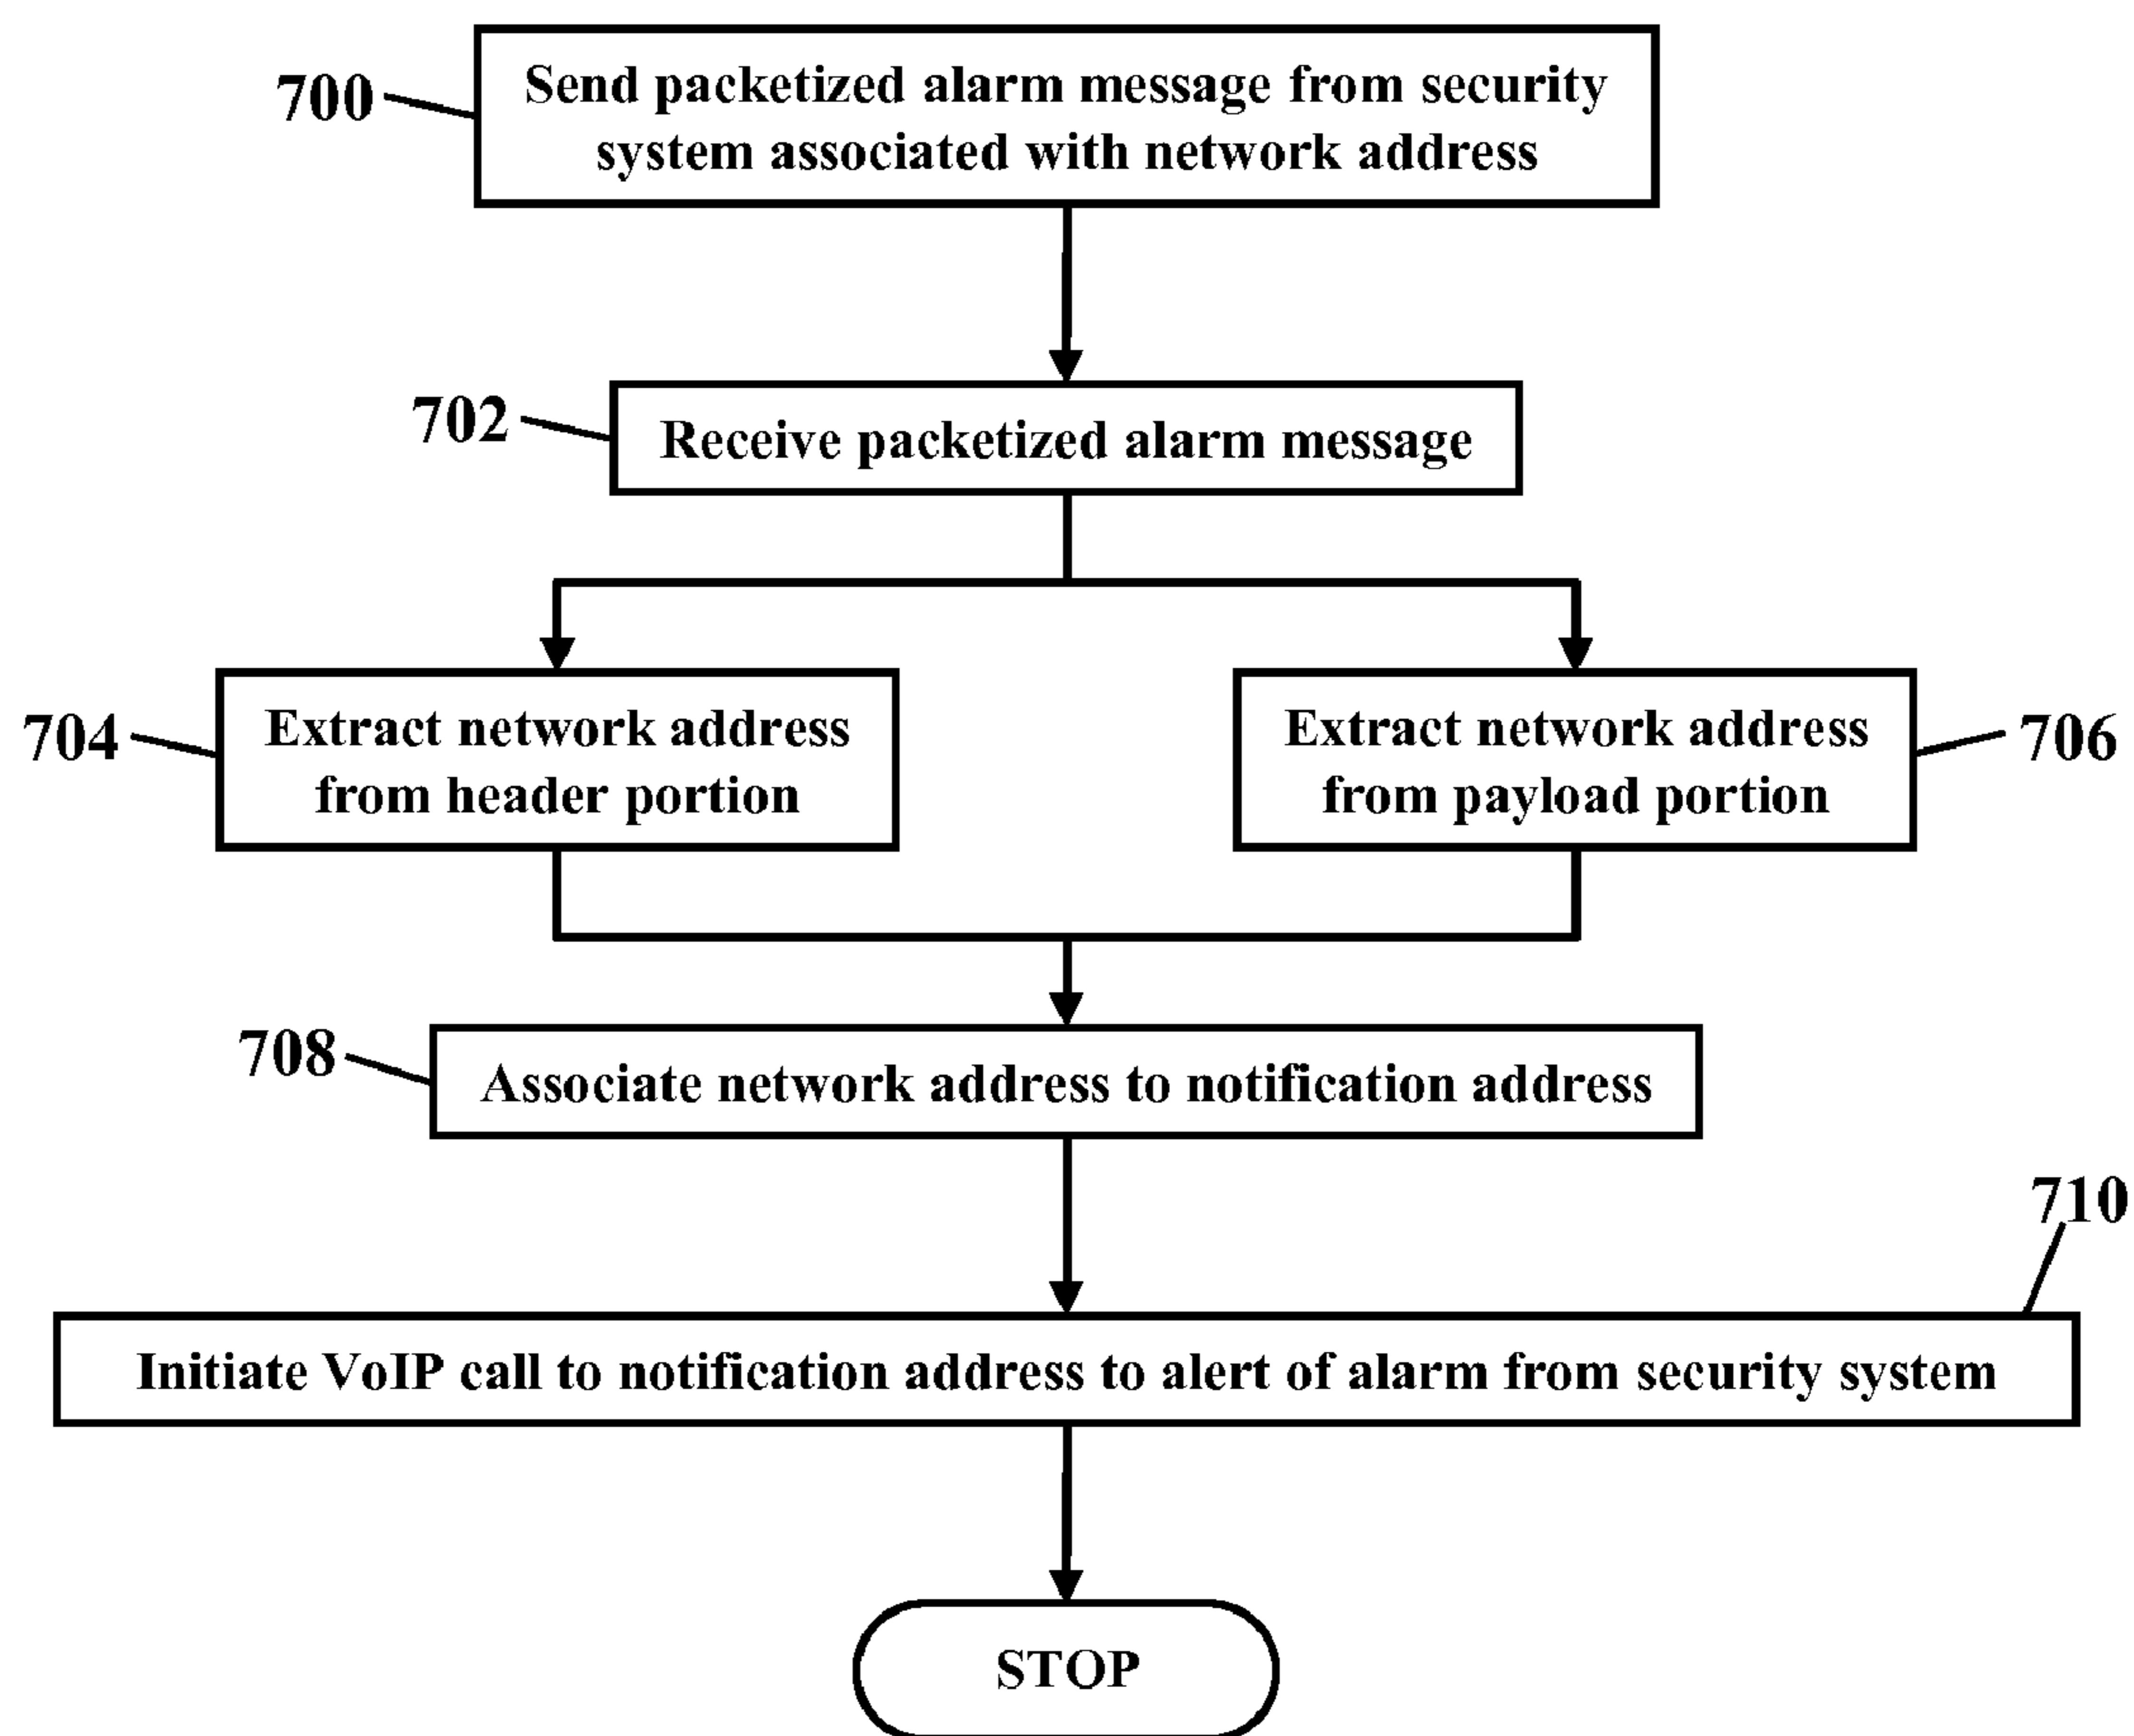 700
Send packetized alarm message from security
system associated with network address
702
Receive packetized alarm message
704
Extract network address
from header portion
Extract network address
from payload portion
706
708
Associate network address to notification address
710
Initiate VoIP call to notification address to alert of alarm from security system
STOP